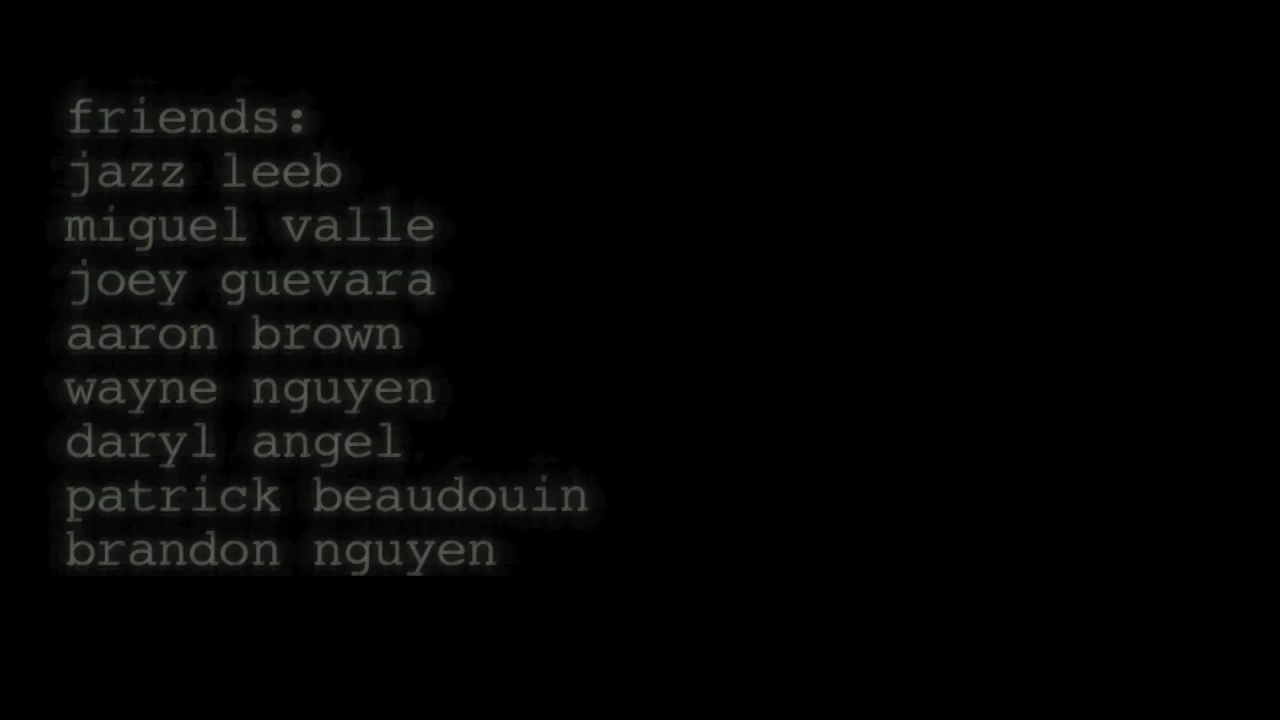 friends:
jazz leeb
miguel valle
joey guevara
aaron brown
wayne nguyen
daryl angel
patrick beaudouin
brandon nguyen